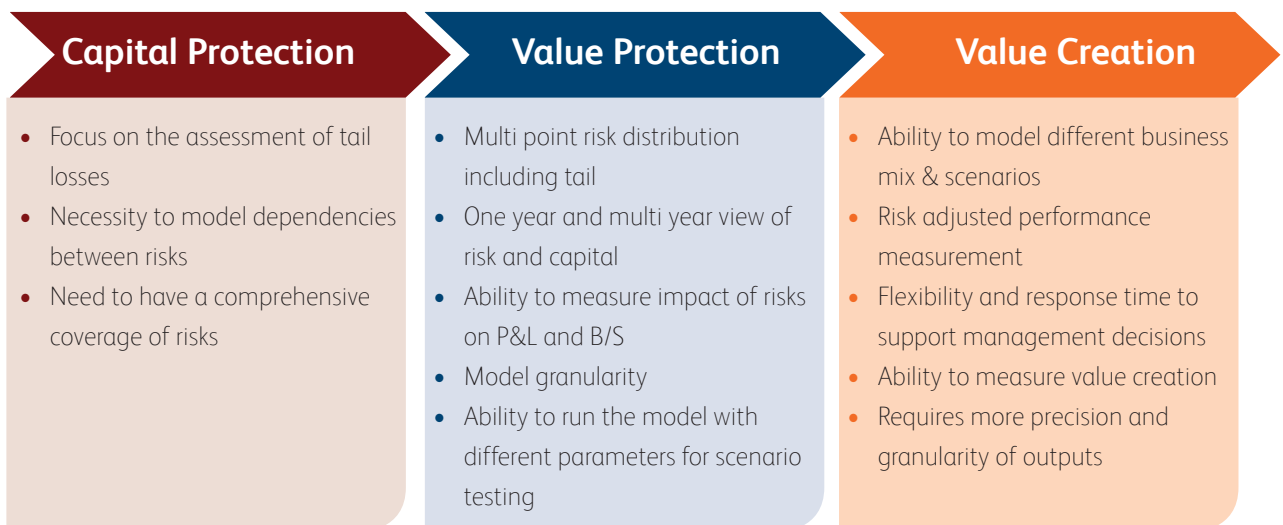 Capital Protection
• Focus on the assessment of tail
losses
• Necessity to model dependencies
between risks
• Need to have a comprehensive
coverage of risks
Value Protection
• Multi point risk distribution
including tail
• One year and multi year view of
risk and capital
• Ability to measure impact of risks
on P&L and B/S
• Model granularity
• Ability to run the model with
different parameters for scenario
testing
Value Creation
• Ability to model different business
mix & scenarios
• Risk adjusted performance
measurement
• Flexibility and response time to
support management decisions
• Ability to measure value creation
• Requires more precision and
granularity of outputs